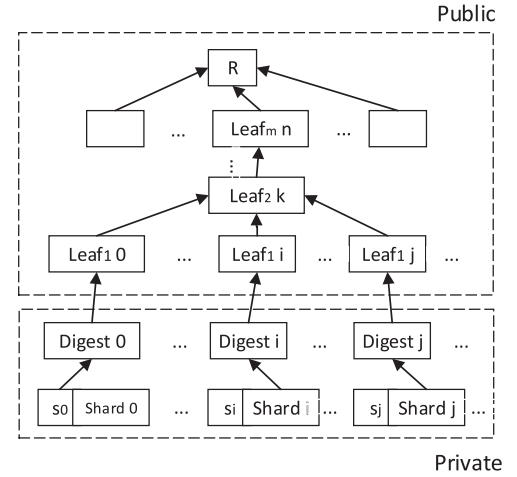 Public
R
... Leafm n ...
⋮
Leaf2 k
Leaf1 0 ... Leaf1 i ... Leaf1 j ...
Digest 0 ... Digest i ... Digest j ...
s0 Shard 0 ... si Shard i ... sj Shard j ...
Private